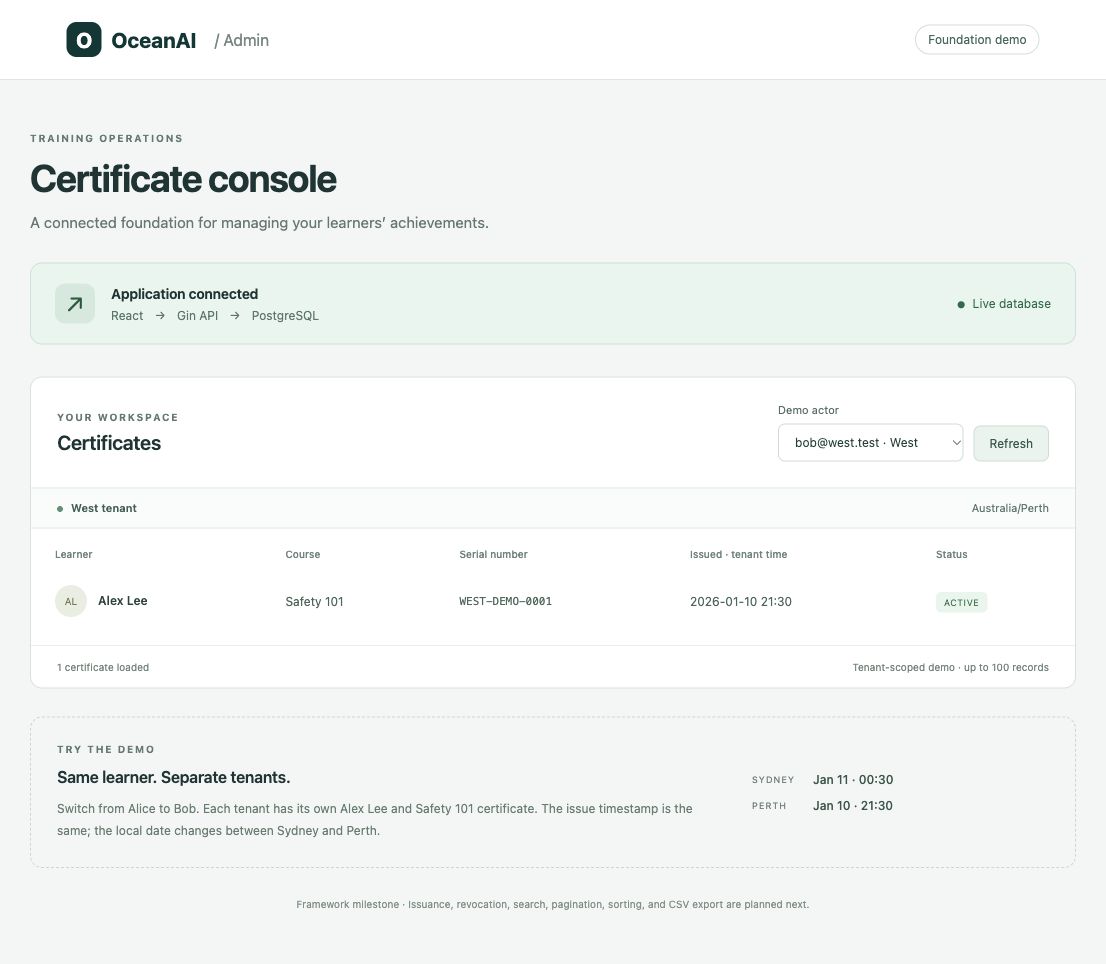 O OceanAI / Admin
Foundation demo
TRAINING OPERATIONS
Certificate console
A connected foundation for managing your learners’ achievements.
Application connected
React → Gin API → PostgreSQL
Live database
YOUR WORKSPACE
Certificates
Demo actor
bob@west.test · West
Refresh
West tenant
Australia/Perth
Learner Course Serial number Issued · tenant time Status
AL Alex Lee Safety 101 WEST-DEMO-0001 2026-01-10 21:30 ACTIVE
1 certificate loaded
Tenant-scoped demo · up to 100 records
TRY THE DEMO
Same learner. Separate tenants.
Switch from Alice to Bob. Each tenant has its own Alex Lee and Safety 101 certificate. The issue timestamp is the
same; the local date changes between Sydney and Perth.
SYDNEY Jan 11 · 00:30
PERTH Jan 10 · 21:30
Framework milestone · Issuance, revocation, search, pagination, sorting, and CSV export are planned next.